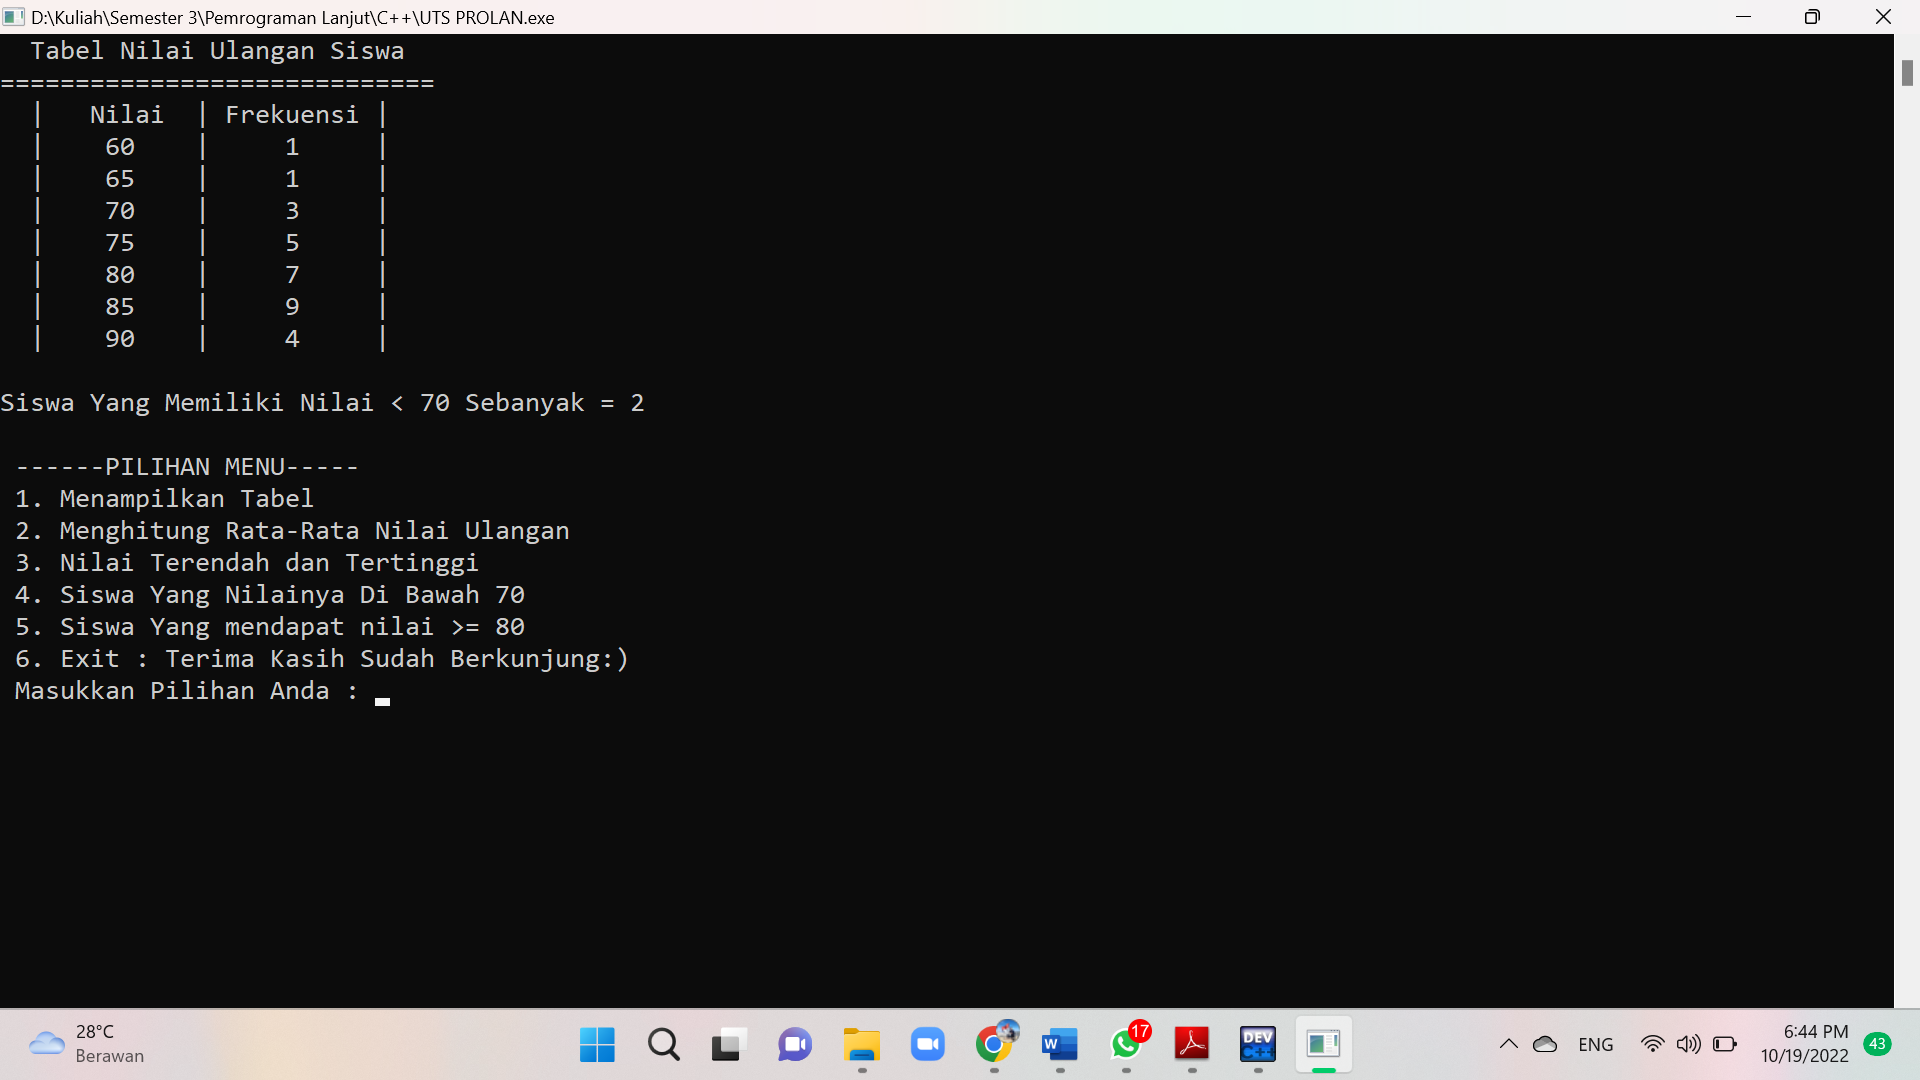 D:\Kuliah\Semester 3\Pemrograman Lanjut\C++\UTS PROLAN.exe
Tabel Nilai Ulangan Siswa
=============================
| Nilai | Frekuensi |
| 60 | 1 |
| 65 | 1 |
| 70 | 3 |
| 75 | 5 |
| 80 | 7 |
| 85 | 9 |
| 90 | 4 |
Siswa Yang Memiliki Nilai < 70 Sebanyak = 2
------PILIHAN MENU-----
1. Menampilkan Tabel
2. Menghitung Rata-Rata Nilai Ulangan
3. Nilai Terendah dan Tertinggi
4. Siswa Yang Nilainya Di Bawah 70
5. Siswa Yang mendapat nilai >= 80
6. Exit : Terima Kasih Sudah Berkunjung:)
Masukkan Pilihan Anda :
28°C
Berawan
W
17
DEV
C++
ENG
6:44 PM
10/19/2022
43